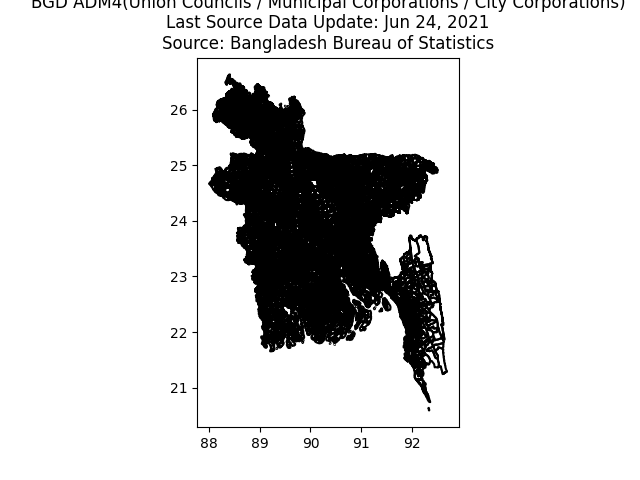 BGD ADM4(Union Councils / Municipal Corporations / City Corporations)
Last Source Data Update: Jun 24, 2021
Source: Bangladesh Bureau of Statistics
26
25
24
23
22
21
88 89 90 91 92